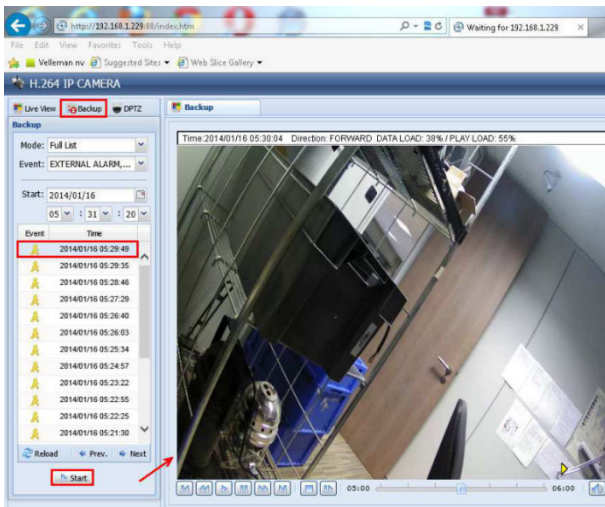 http://192.168.1.229:88/index.htm
Waiting for 192.168.1.229
File Edit View Favorites Tools Help
Velleman nv Suggested Sites Web Slice Gallery
H.264 IP CAMERA
Live View Backup DPTZ
Backup
Backup
Mode: Full List
Event: EXTERNAL ALARM,...
Start: 2014/01/16
05 : 31 : 20
Event Time
2014/01/16 05:29:49
2014/01/16 05:29:35
2014/01/16 05:28:46
2014/01/16 05:27:29
2014/01/16 05:26:40
2014/01/16 05:26:03
2014/01/16 05:25:34
2014/01/16 05:24:57
2014/01/16 05:23:22
2014/01/16 05:22:55
2014/01/16 05:22:25
2014/01/16 05:21:30
Reload Prev. Next
Start
Time:2014/01/16 05:30:04 Direction: FORWARD DATA LOAD: 38% / PLAY LOAD: 55%
05:00 06:00